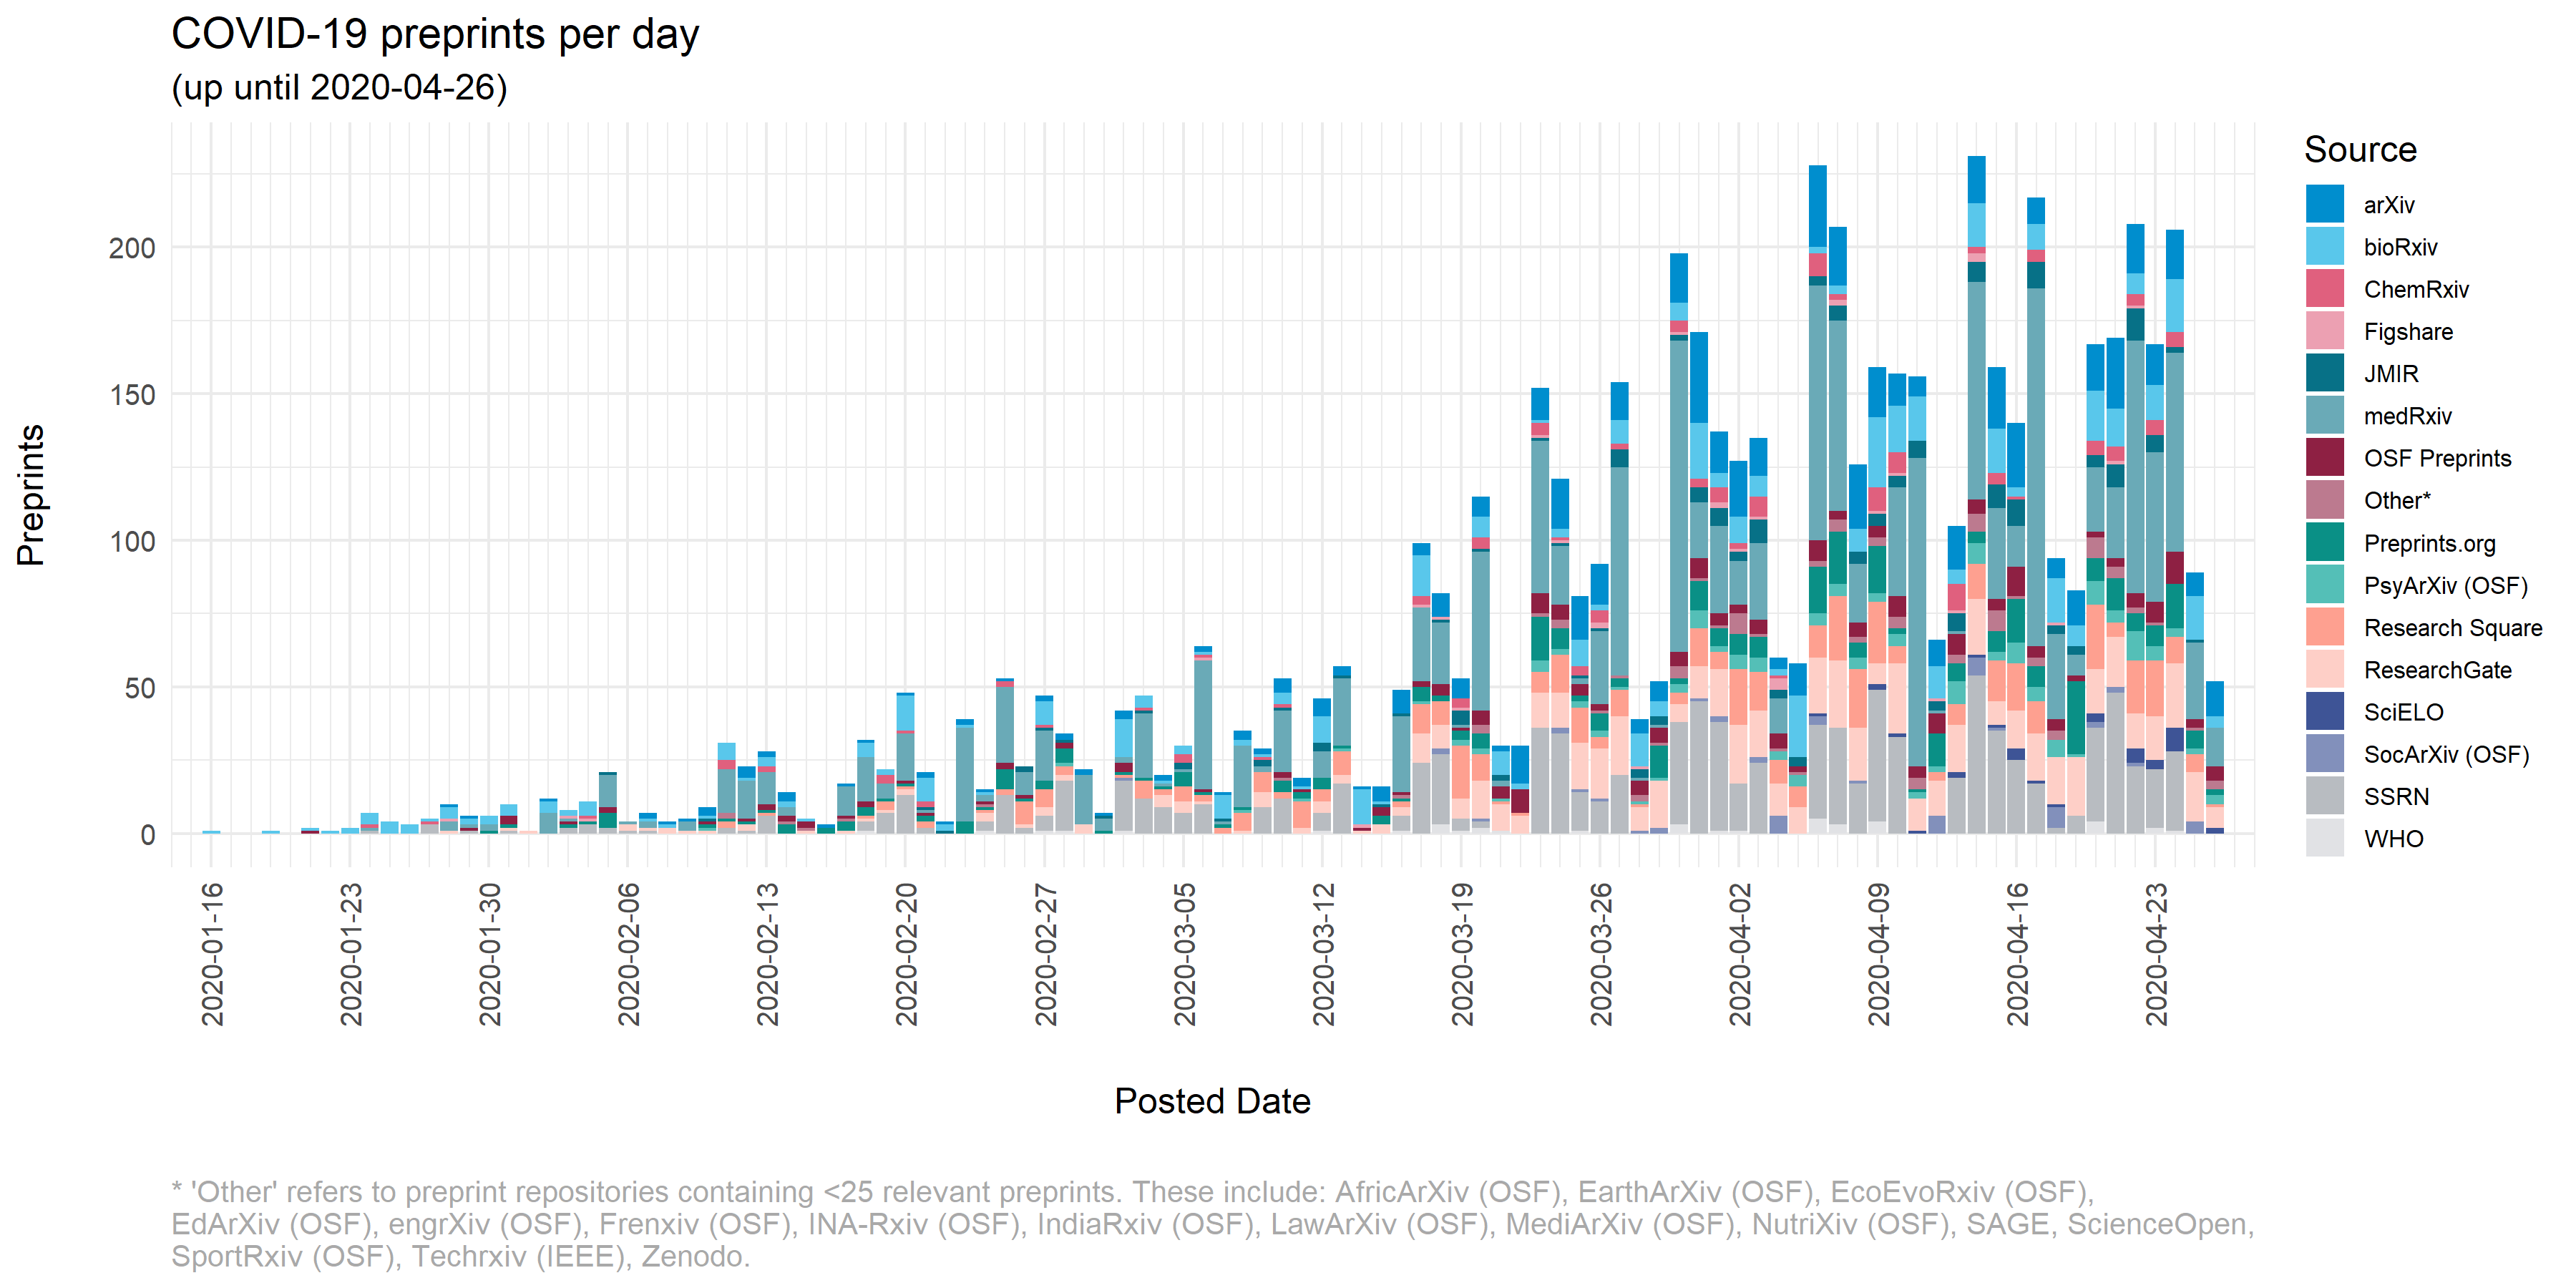 COVID-19 preprints per day
(up until 2020-04-26)
Preprints
200
150
100
50
0
2020-01-16
2020-01-23
2020-01-30
2020-02-06
2020-02-13
2020-02-20
2020-02-27
2020-03-05
2020-03-12
2020-03-19
2020-03-26
2020-04-02
2020-04-09
2020-04-16
2020-04-23
Posted Date
Source
arXiv
bioRxiv
ChemRxiv
Figshare
JMIR
medRxiv
OSF Preprints
Other*
Preprints.org
PsyArXiv (OSF)
Research Square
ResearchGate
SciELO
SocArXiv (OSF)
SSRN
WHO
* 'Other' refers to preprint repositories containing <25 relevant preprints. These include: AfricArXiv (OSF), EarthArXiv (OSF), EcoEvoRxiv (OSF),
EdArXiv (OSF), engrXiv (OSF), Frenxiv (OSF), INA-Rxiv (OSF), IndiaRxiv (OSF), LawArXiv (OSF), MediArXiv (OSF), NutriXiv (OSF), SAGE, ScienceOpen,
SportRxiv (OSF), Techrxiv (IEEE), Zenodo.